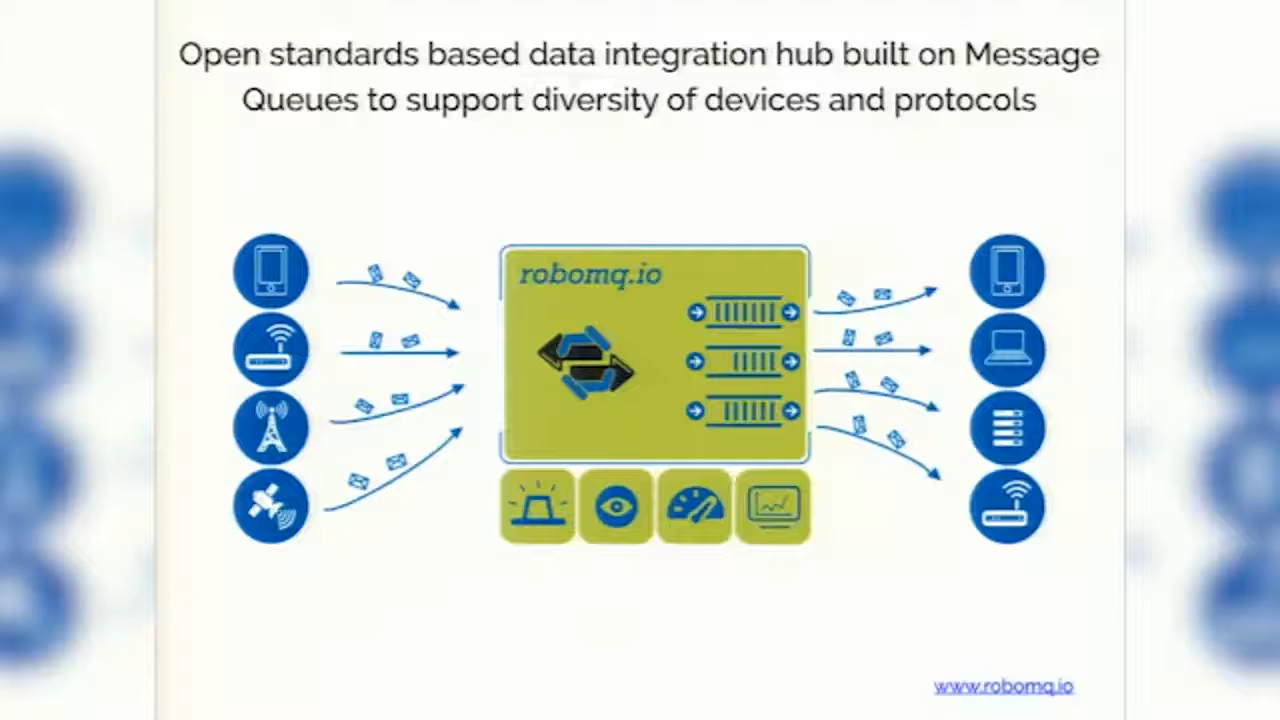 Open standards based data integration hub built on Message
Queues to support diversity of devices and protocols
robomq.io
www.robomq.io